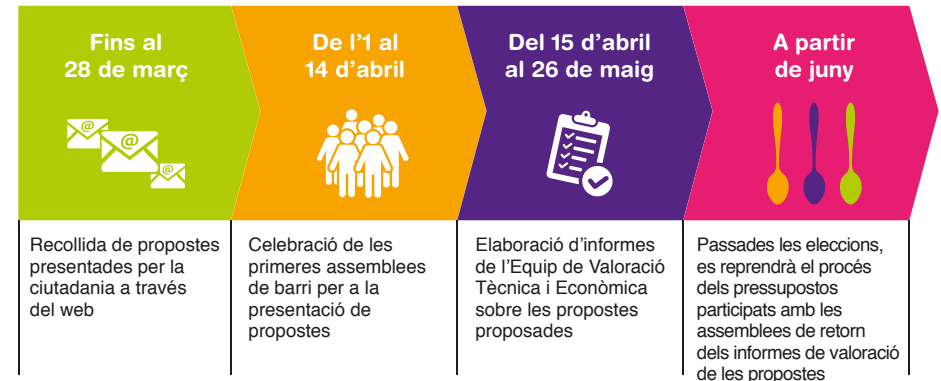 Fins al
28 de març
De l'1 al
14 d'abril
Del 15 d'abril
al 26 de maig
A partir
de juny
@
@
@
Recollida de propostes
presentades per la
ciutadania a través
del web
Celebració de les
primeres assemblees
de barri per a la
presentació de
propostes
Elaboració d'informes
de l'Equip de Valoració
Tècnica i Econòmica
sobre les propostes
proposades
Passades les eleccions,
es reprendrà el procés
dels pressupostos
participats amb les
assemblees de retorn
dels informes de valoració
de les propostes